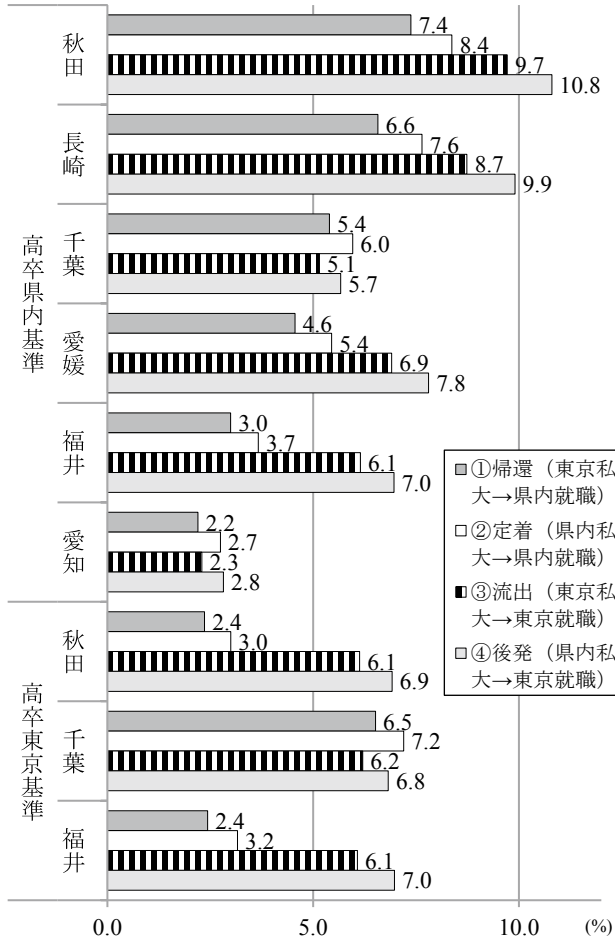 高卒県内基準
秋田
7.4
8.4
9.7
10.8
長崎
6.6
7.6
8.7
9.9
千葉
5.4
6.0
5.1
5.7
愛媛
4.6
5.4
6.9
7.8
福井
3.0
3.7
6.1
7.0
愛知
2.2
2.7
2.3
2.8
高卒東京基準
秋田
2.4
3.0
6.1
6.9
千葉
6.5
7.2
6.2
6.8
福井
2.4
3.2
6.1
7.0
①帰還（東京私
大→県内就職）
②定着（県内私
大→県内就職）
③流出（東京私
大→東京就職）
④後発（県内私
大→東京就職）
0.0 5.0 10.0 (%)